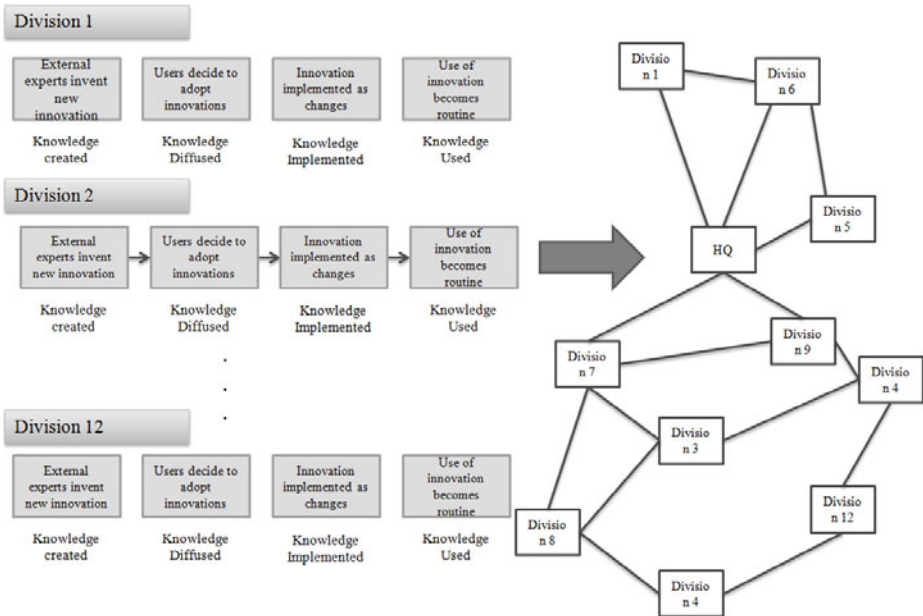 Division 1
External
experts invent
new
innovation
Users decide to
adopt
innovations
Innovation
implemented as
changes
Use of
innovation
becomes
routine
Knowledge
created
Knowledge
Diffused
Knowledge
Implemented
Knowledge
Used
Division 2
External
experts invent
new innovation
Users decide to
adopt
innovations
Innovation
implemented as
changes
Use of
innovation
becomes
routine
Knowledge
created
Knowledge
Diffused
Knowledge
Implemented
Knowledge
Used
Division 12
External
experts invent
new innovation
Users decide to
adopt
innovations
Innovation
implemented as
changes
Use of
innovation
becomes
routine
Knowledge
created
Knowledge
Diffused
Knowledge
Implemented
Knowledge
Used
Divisio
n 1
Divisio
n 6
Divisio
n 5
HQ
Divisio
n 9
Divisio
n 7
Divisio
n 4
Divisio
n 3
Divisio
n 12
Divisio
n 8
Divisio
n 4